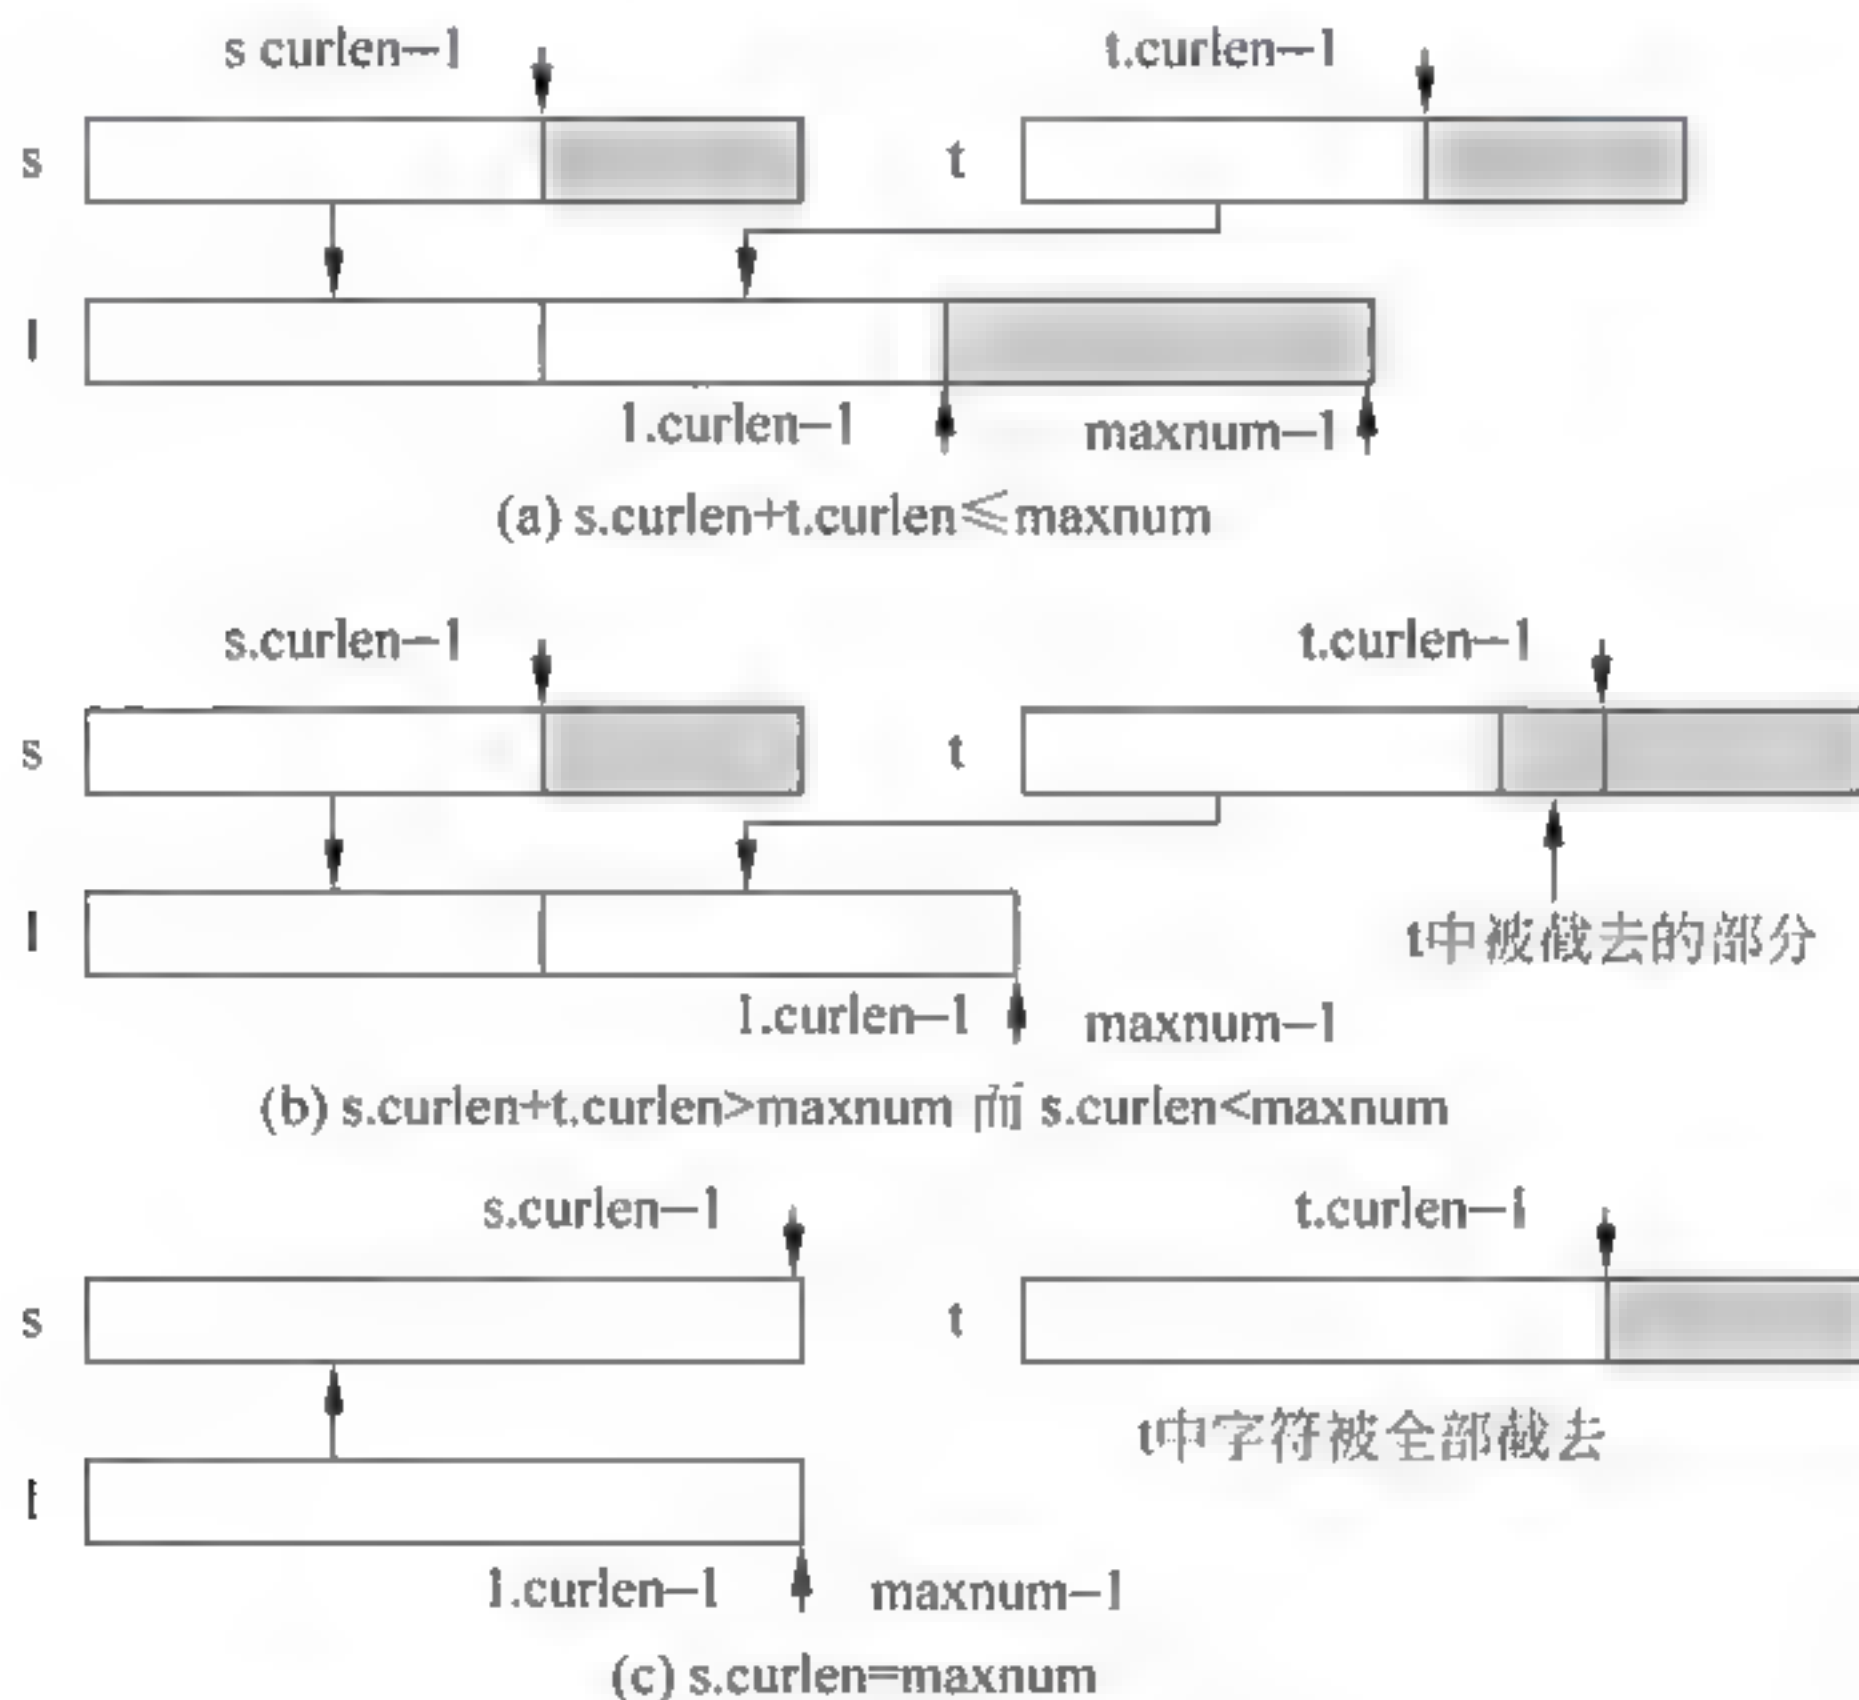 s curlen−1
t.curlen−1
s
t
l
l.curlen−1
maxnum−1
(a) s.curlen+t.curlen≤maxnum
s.curlen−1
t.curlen−1
s
t
l
t中被截去的部分
l.curlen−1
maxnum−1
(b) s.curlen+t.curlen>maxnum 而 s.curlen<maxnum
s.curlen−1
t.curlen−1
s
t
t中字符被全部截去
t
l.curlen−1
maxnum−1
(c) s.curlen=maxnum